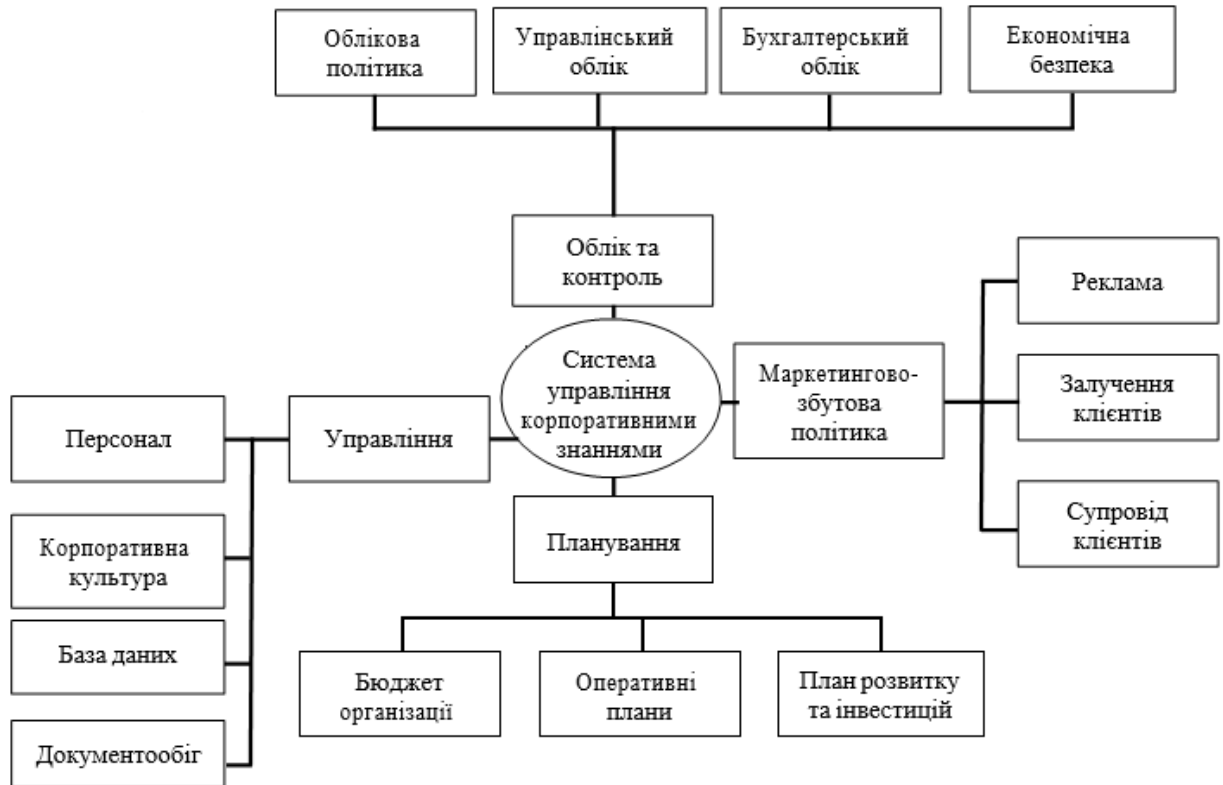 Облікова
політика
Управлінський
облік
Бухгалтерський
облік
Економічна
безпека
Облік та
контроль
Реклама
Система
управління
корпоративними
знаннями
Маркетингово-
збутова
політика
Залучення
клієнтів
Персонал
Управління
Супровід
клієнтів
Планування
Корпоративна
культура
База даних
Бюджет
організації
Оперативні
плани
План розвитку
та інвестицій
Документообіг